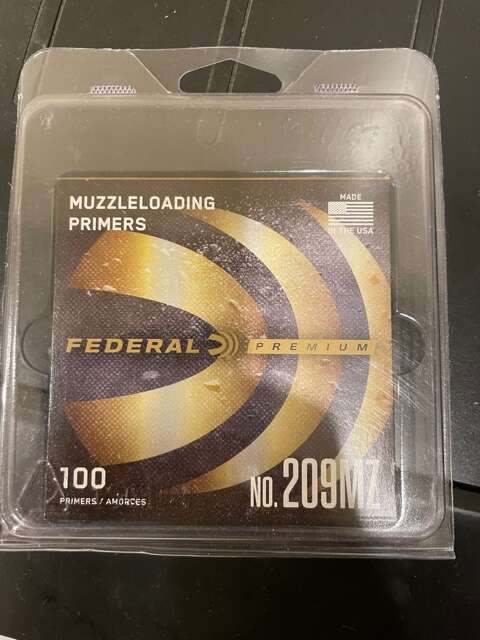 MUZZLELOADING
PRIMERS
MADE
IN THE USA
FEDERAL PREMIUM
100
PRIMERS / AMORCES
NO. 209MZ